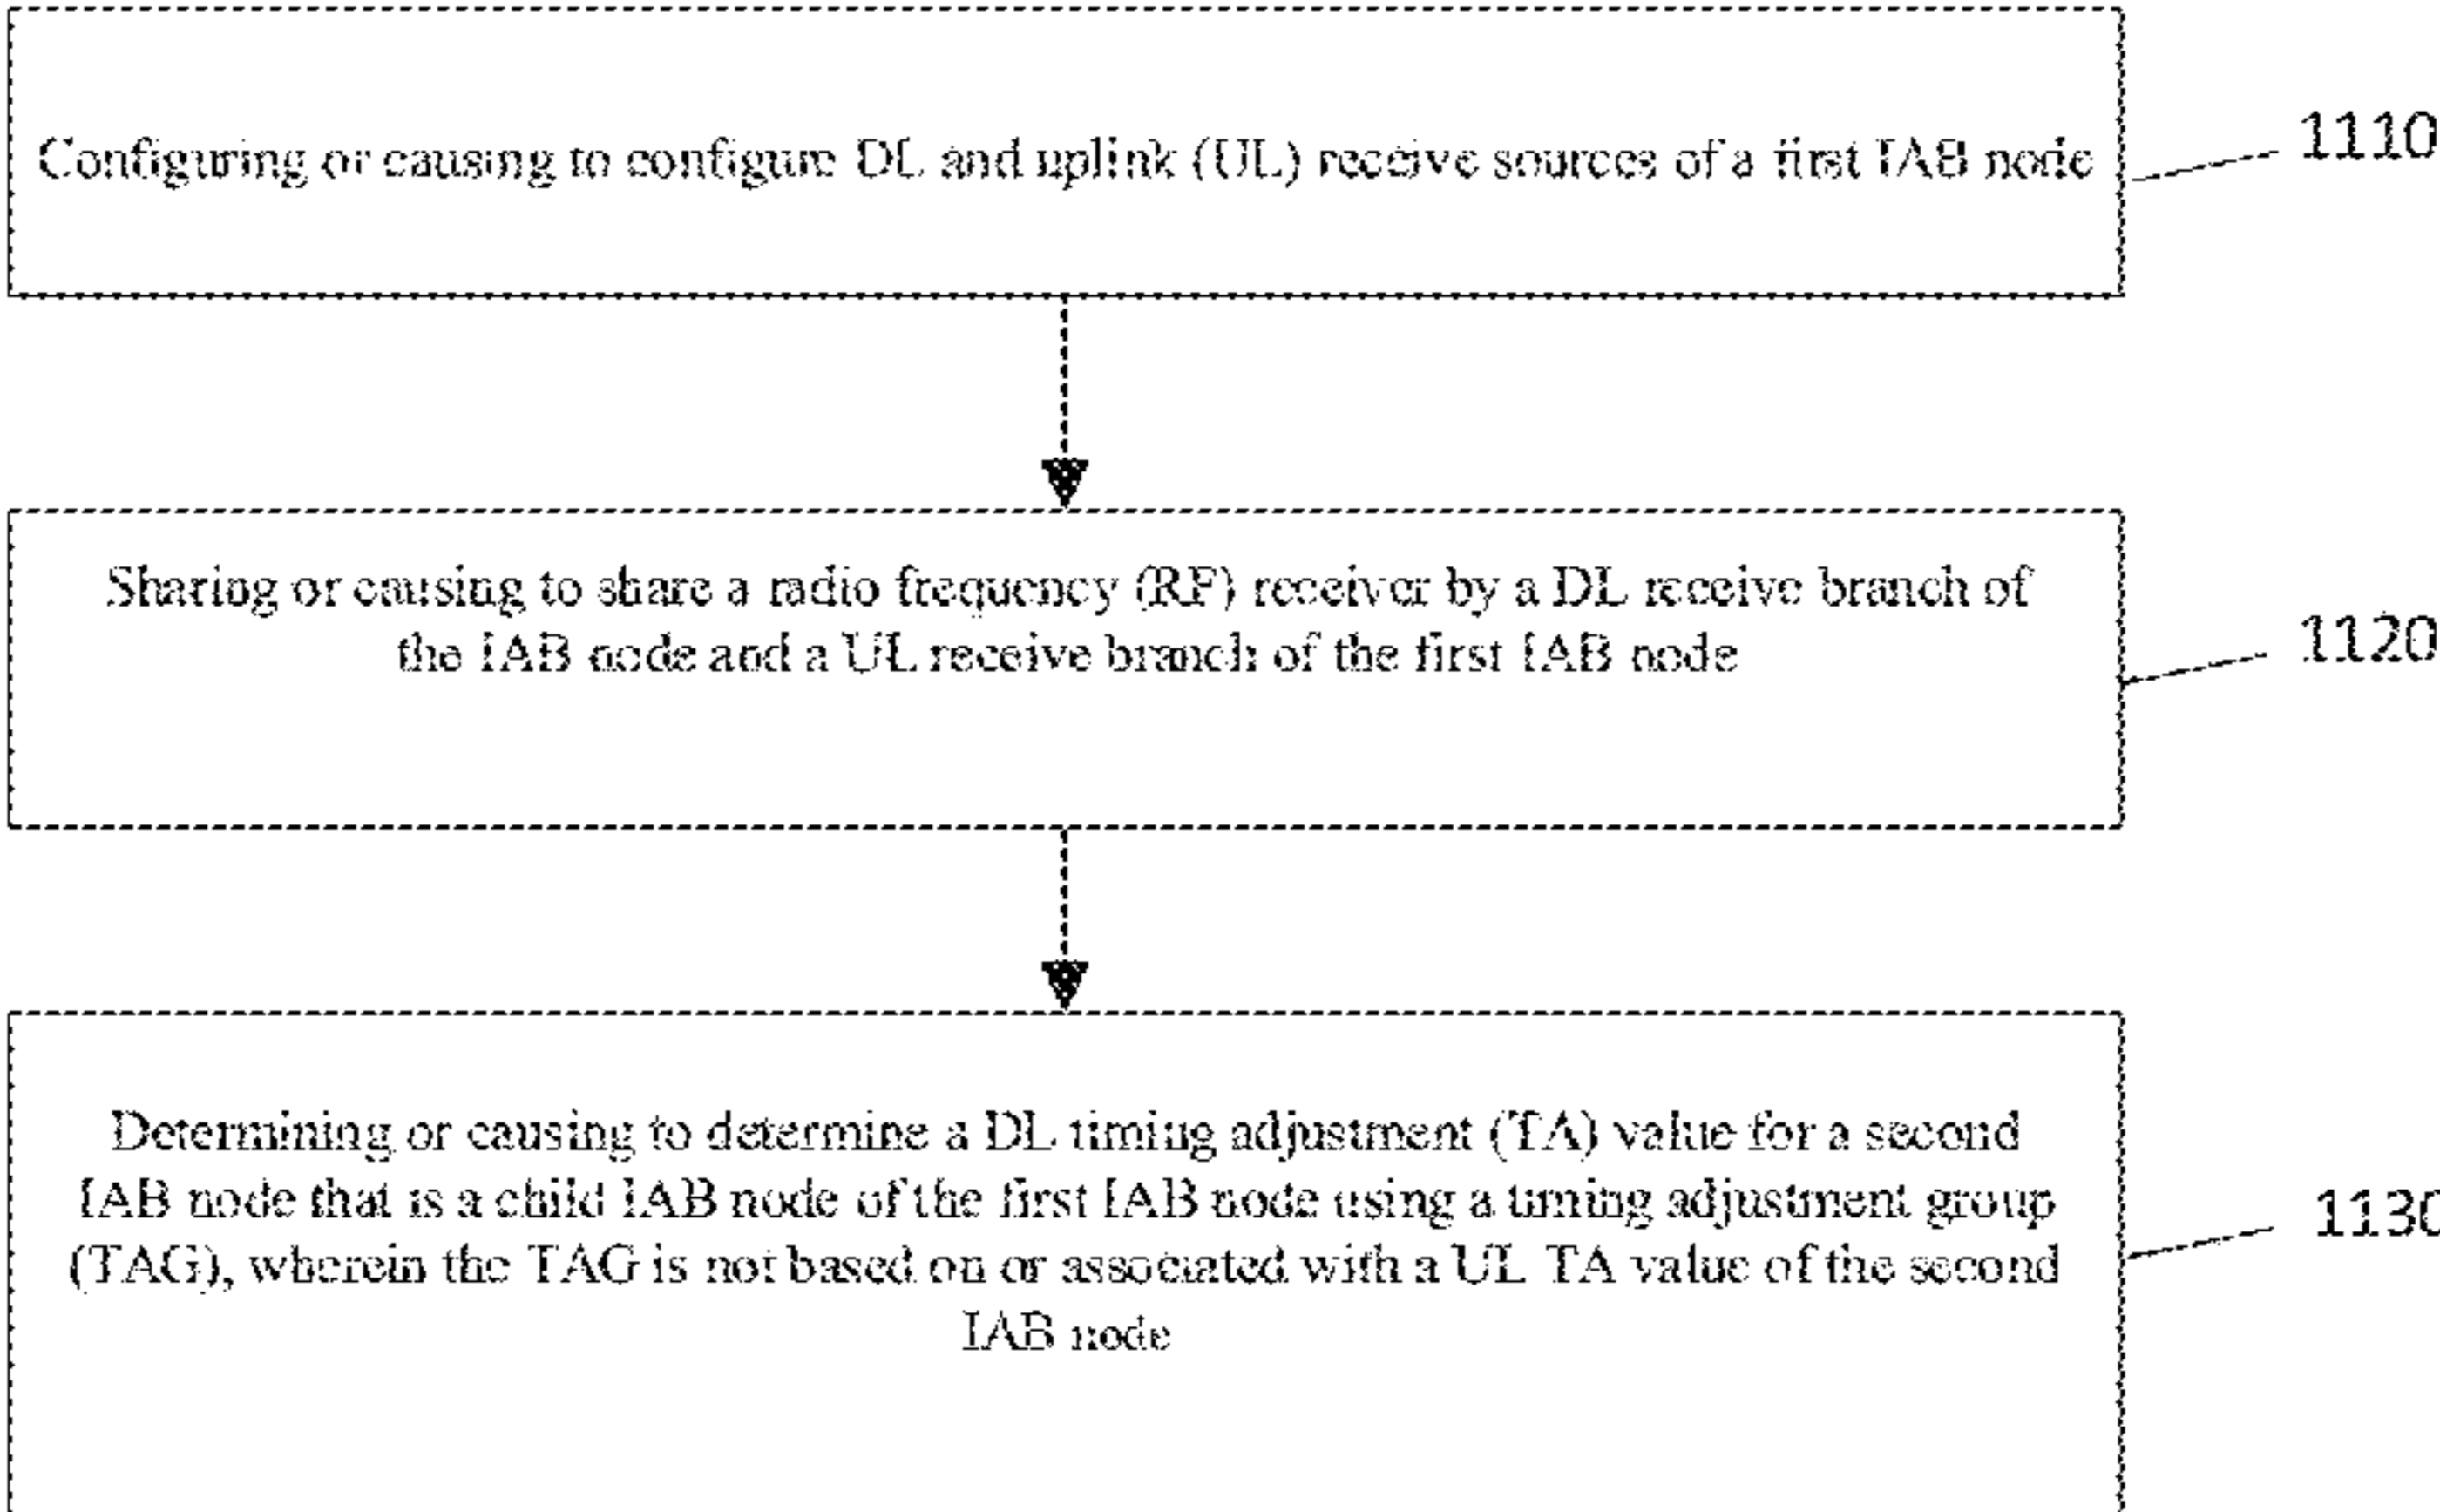 Configuring or causing to configure DL and uplink (UL) receive sources of a first IAB node
1110
Sharing or causing to share a radio frequency (RF) receiver by a DL receive branch of
the IAB node and a UL receive branch of the first IAB node
1120
Determining or causing to determine a DL timing adjustment (TA) value for a second
IAB node that is a child IAB node of the first IAB node using a timing adjustment group
(TAG), wherein the TAG is not based on or associated with a UL TA value of the second
IAB node
1130